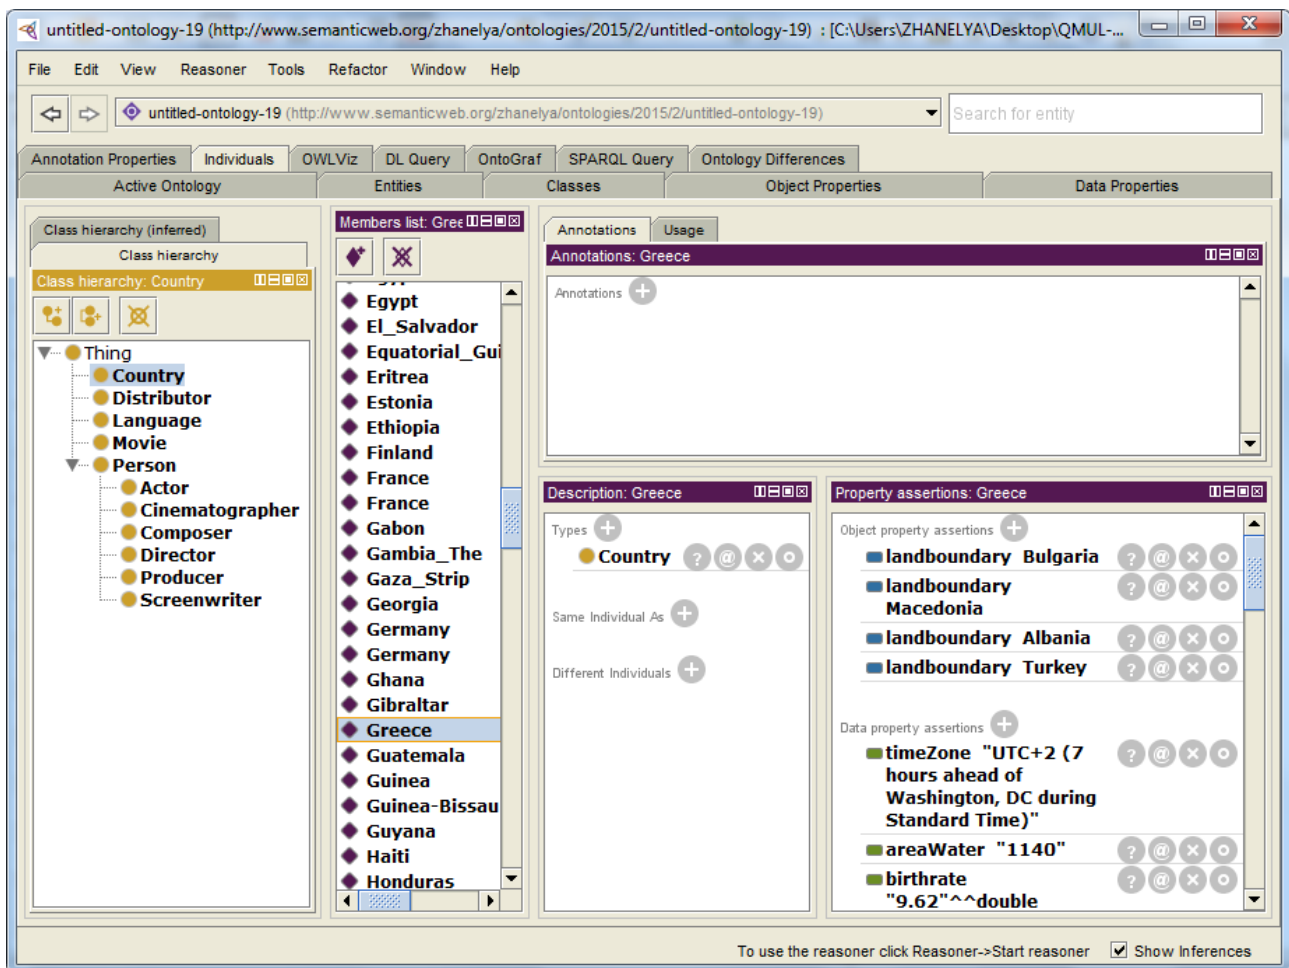 untitled-ontology-19 (http://www.semanticweb.org/zhanelya/ontologies/2015/2/untitled-ontology-19) : [C:\Users\ZHANELYA\Desktop\QMUL-...
File Edit View Reasoner Tools Refactor Window Help
untitled-ontology-19 (http://www.semanticweb.org/zhanelya/ontologies/2015/2/untitled-ontology-19)
Search for entity
Annotation Properties Individuals OWLViz DL Query OntoGraf SPARQL Query Ontology Differences
Active Ontology Entities Classes Object Properties Data Properties
Class hierarchy (inferred)
Class hierarchy
Class hierarchy: Country
Thing
Country
Distributor
Language
Movie
Person
Actor
Cinematographer
Composer
Director
Producer
Screenwriter
Members list: Gree
Egypt
El_Salvador
Equatorial_Gui
Eritrea
Estonia
Ethiopia
Finland
France
France
Gabon
Gambia_The
Gaza_Strip
Georgia
Germany
Germany
Ghana
Gibraltar
Greece
Guatemala
Guinea
Guinea-Bissau
Guyana
Haiti
Honduras
Annotations Usage
Annotations: Greece
Annotations
Description: Greece
Types
Country
Same Individual As
Different Individuals
Property assertions: Greece
Object property assertions
landboundary Bulgaria
landboundary
Macedonia
landboundary Albania
landboundary Turkey
Data property assertions
timeZone "UTC+2 (7
hours ahead of
Washington, DC during
Standard Time)"
areaWater "1140"
birthrate
"9.62"^^double
To use the reasoner click Reasoner->Start reasoner Show Inferences